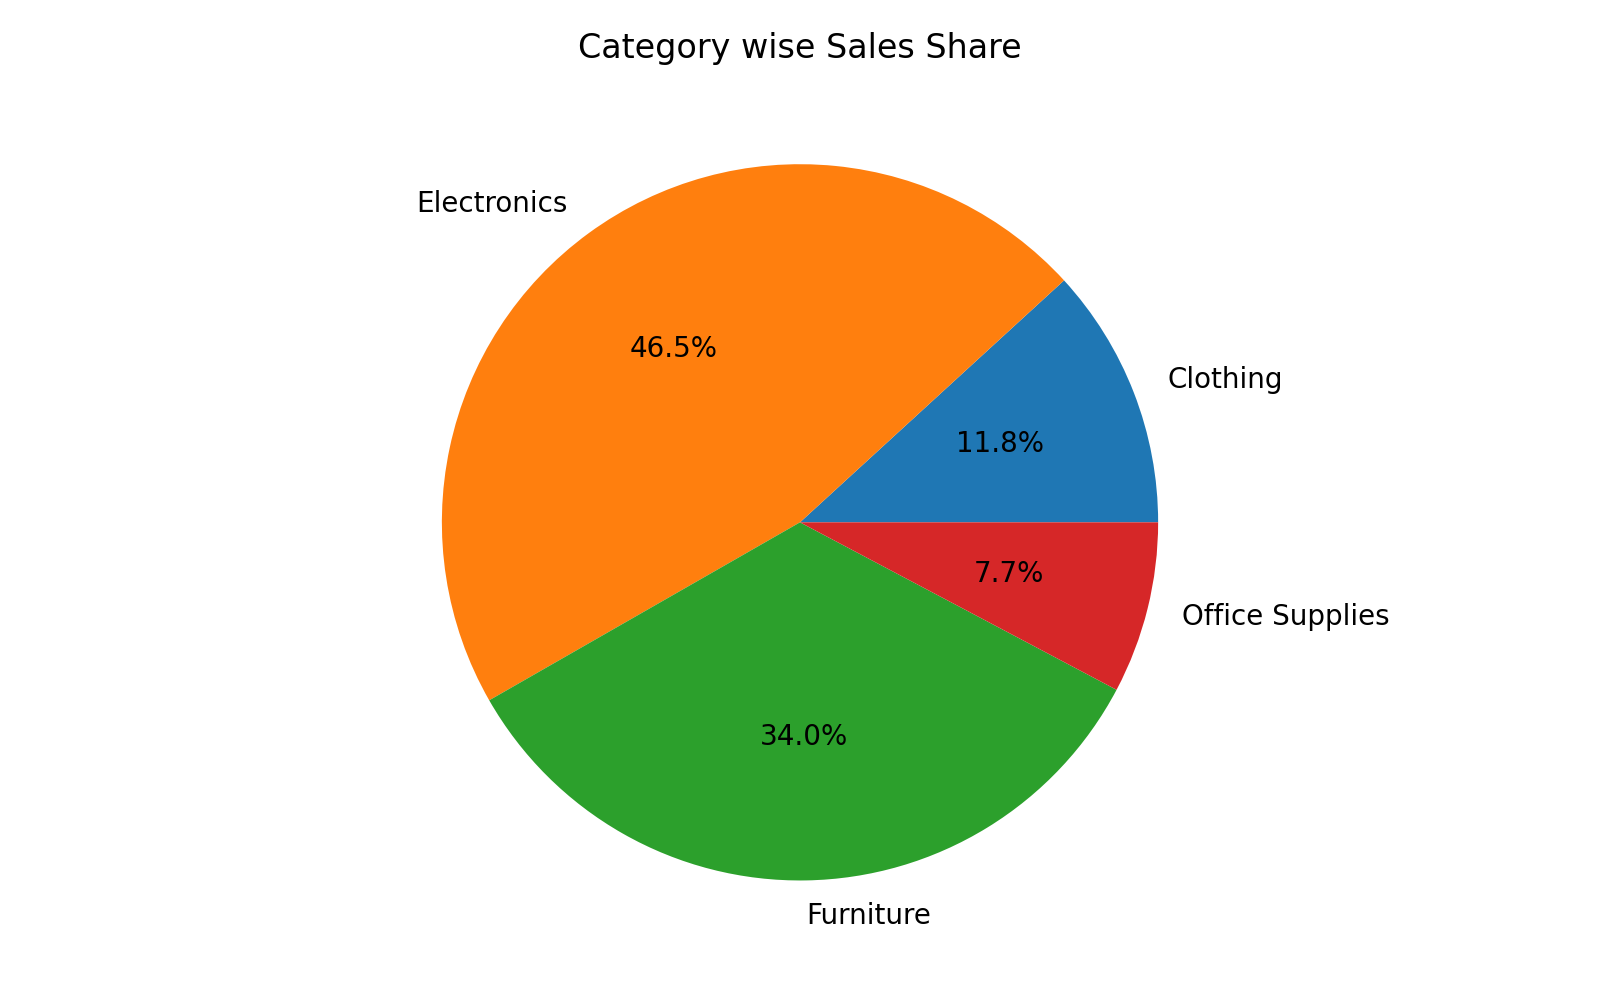 Category wise Sales Share
Electronics
46.5%
Clothing
11.8%
7.7%
Office Supplies
34.0%
Furniture